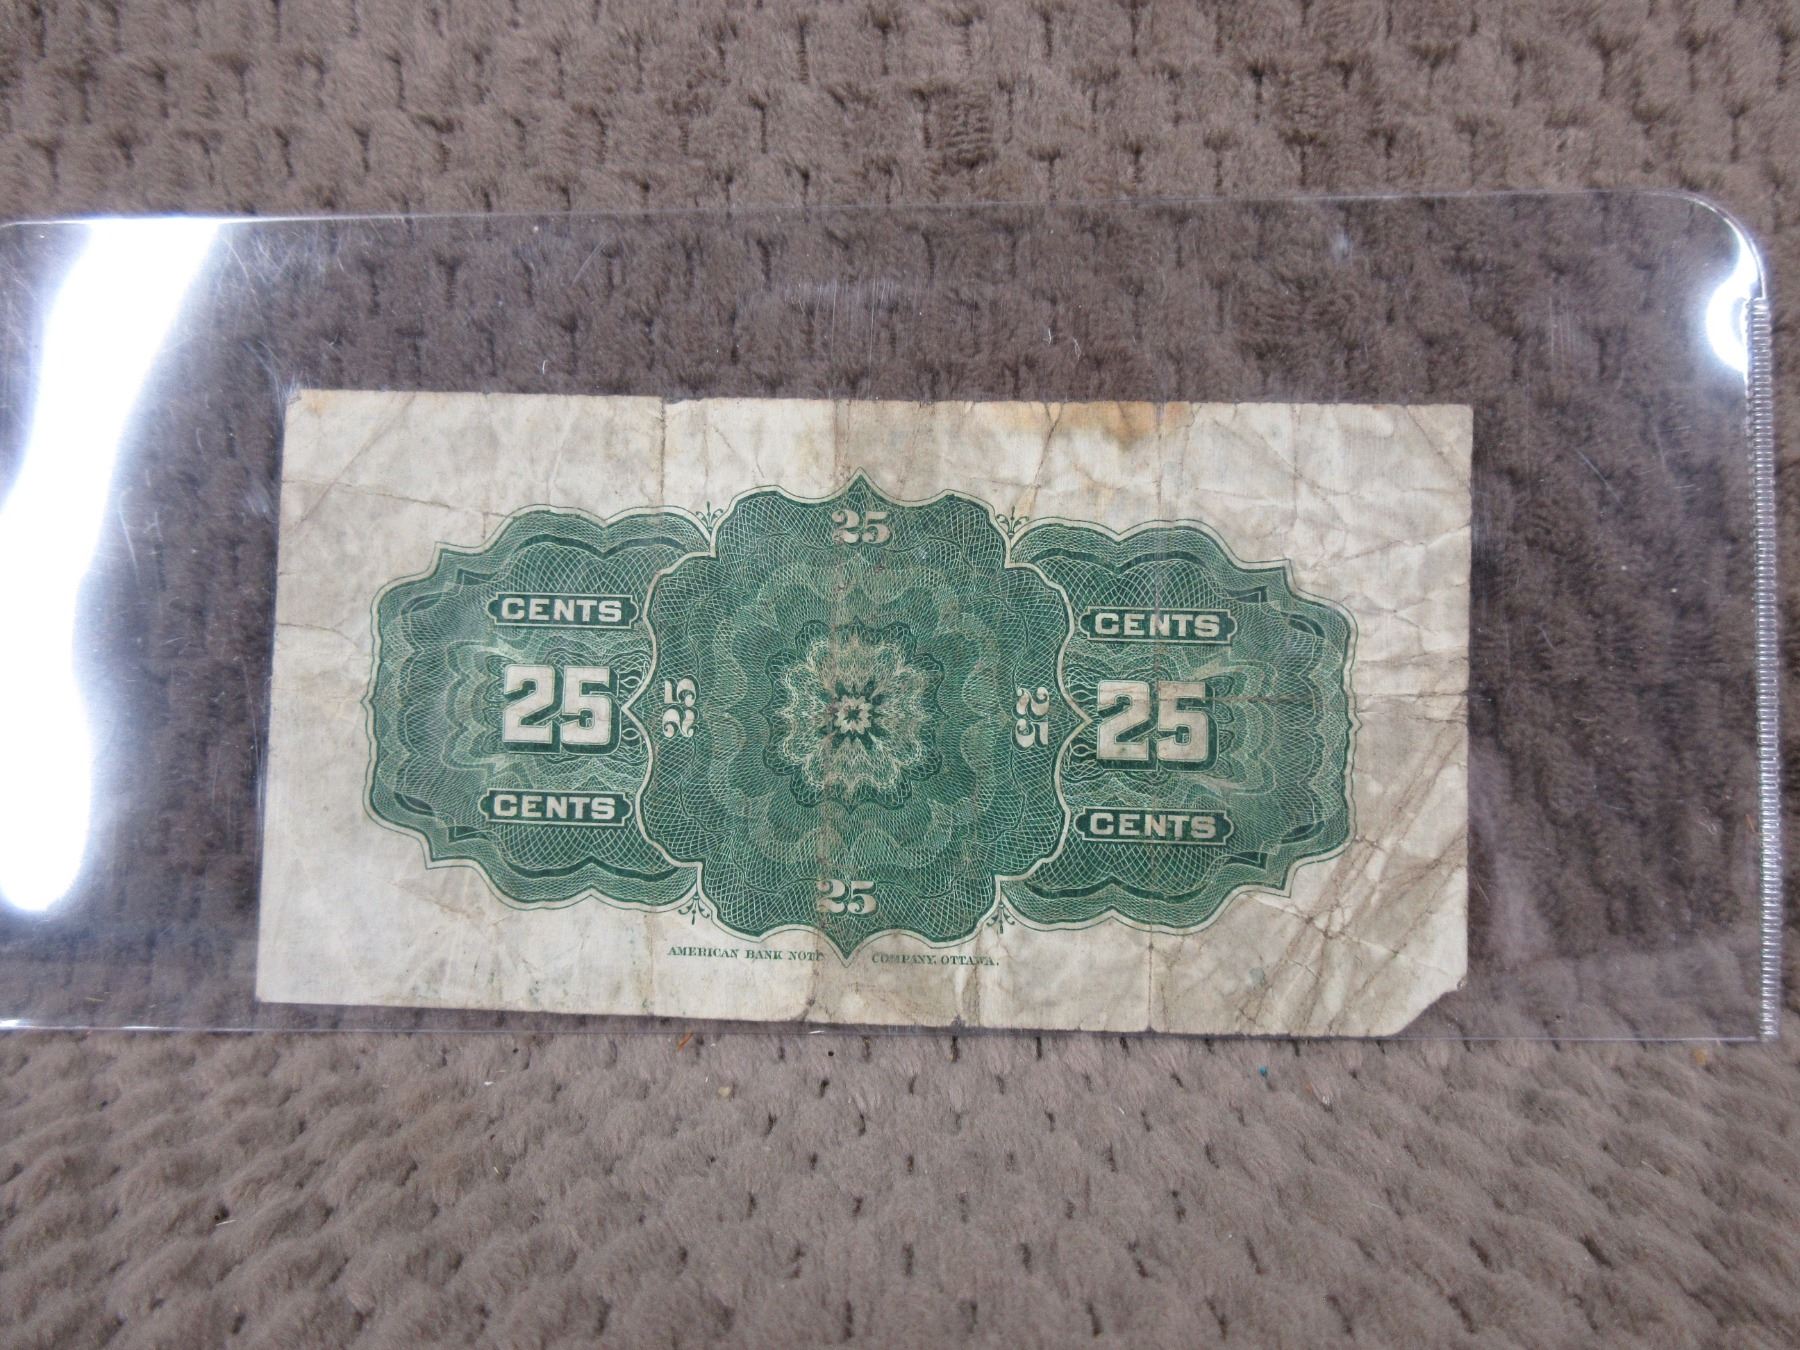 25
CENTS CENTS
25 25 25 25
CENTS CENTS
25
AMERICAN BANK NOTE COMPANY, OTTAWA.